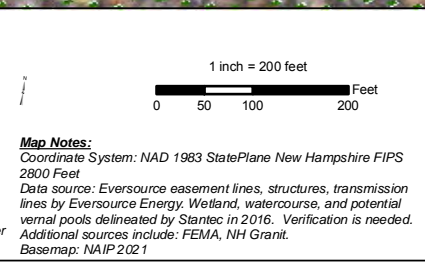 1 inch = 200 feet
N
Feet
0 50 100 200
Map Notes:
Coordinate System: NAD 1983 StatePlane New Hampshire FIPS
2800 Feet
Data source: Eversource easement lines, structures, transmission
lines by Eversource Energy. Wetland, watercourse, and potential
vernal pools delineated by Stantec in 2016.  Verification is needed.
Additional sources include: FEMA, NH Granit.
Basemap: NAIP 2021